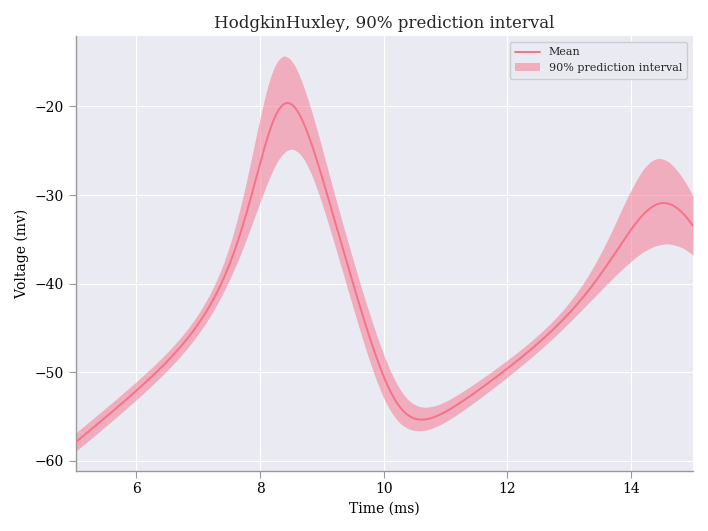 HodgkinHuxley, 90% prediction interval
Mean
90% prediction interval
Voltage (mv)
−20
−30
−40
−50
−60
6 8 10 12 14
Time (ms)